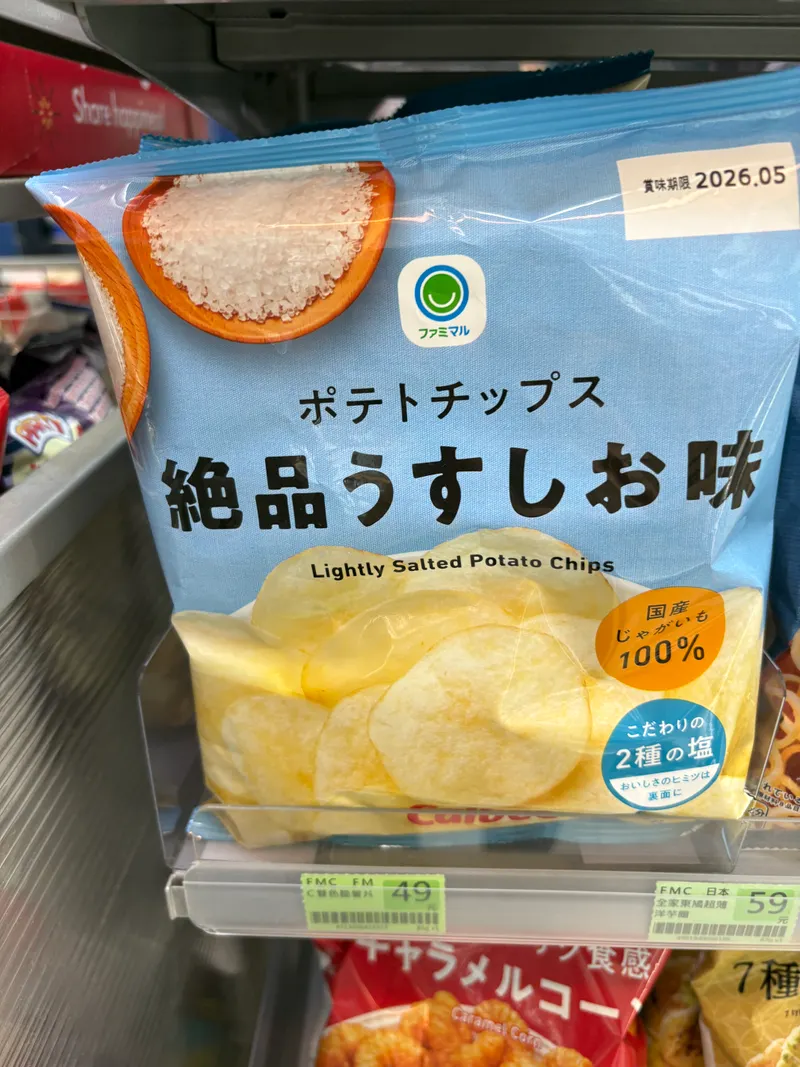 Share happiness!
賞味期限 2026.05
ファミマル
ポテトチップス
絶品うすしお味
Lightly Salted Potato Chips
国産
じゃがいも
100%
こだわりの
2種の塩
おいしさのヒミツは
裏面に
Calbee
FMC FM
49
FMC 日本
全家東鳩超薄
洋芋圈
59
元
食感
キャラメルコー
Caramel Corn
7種